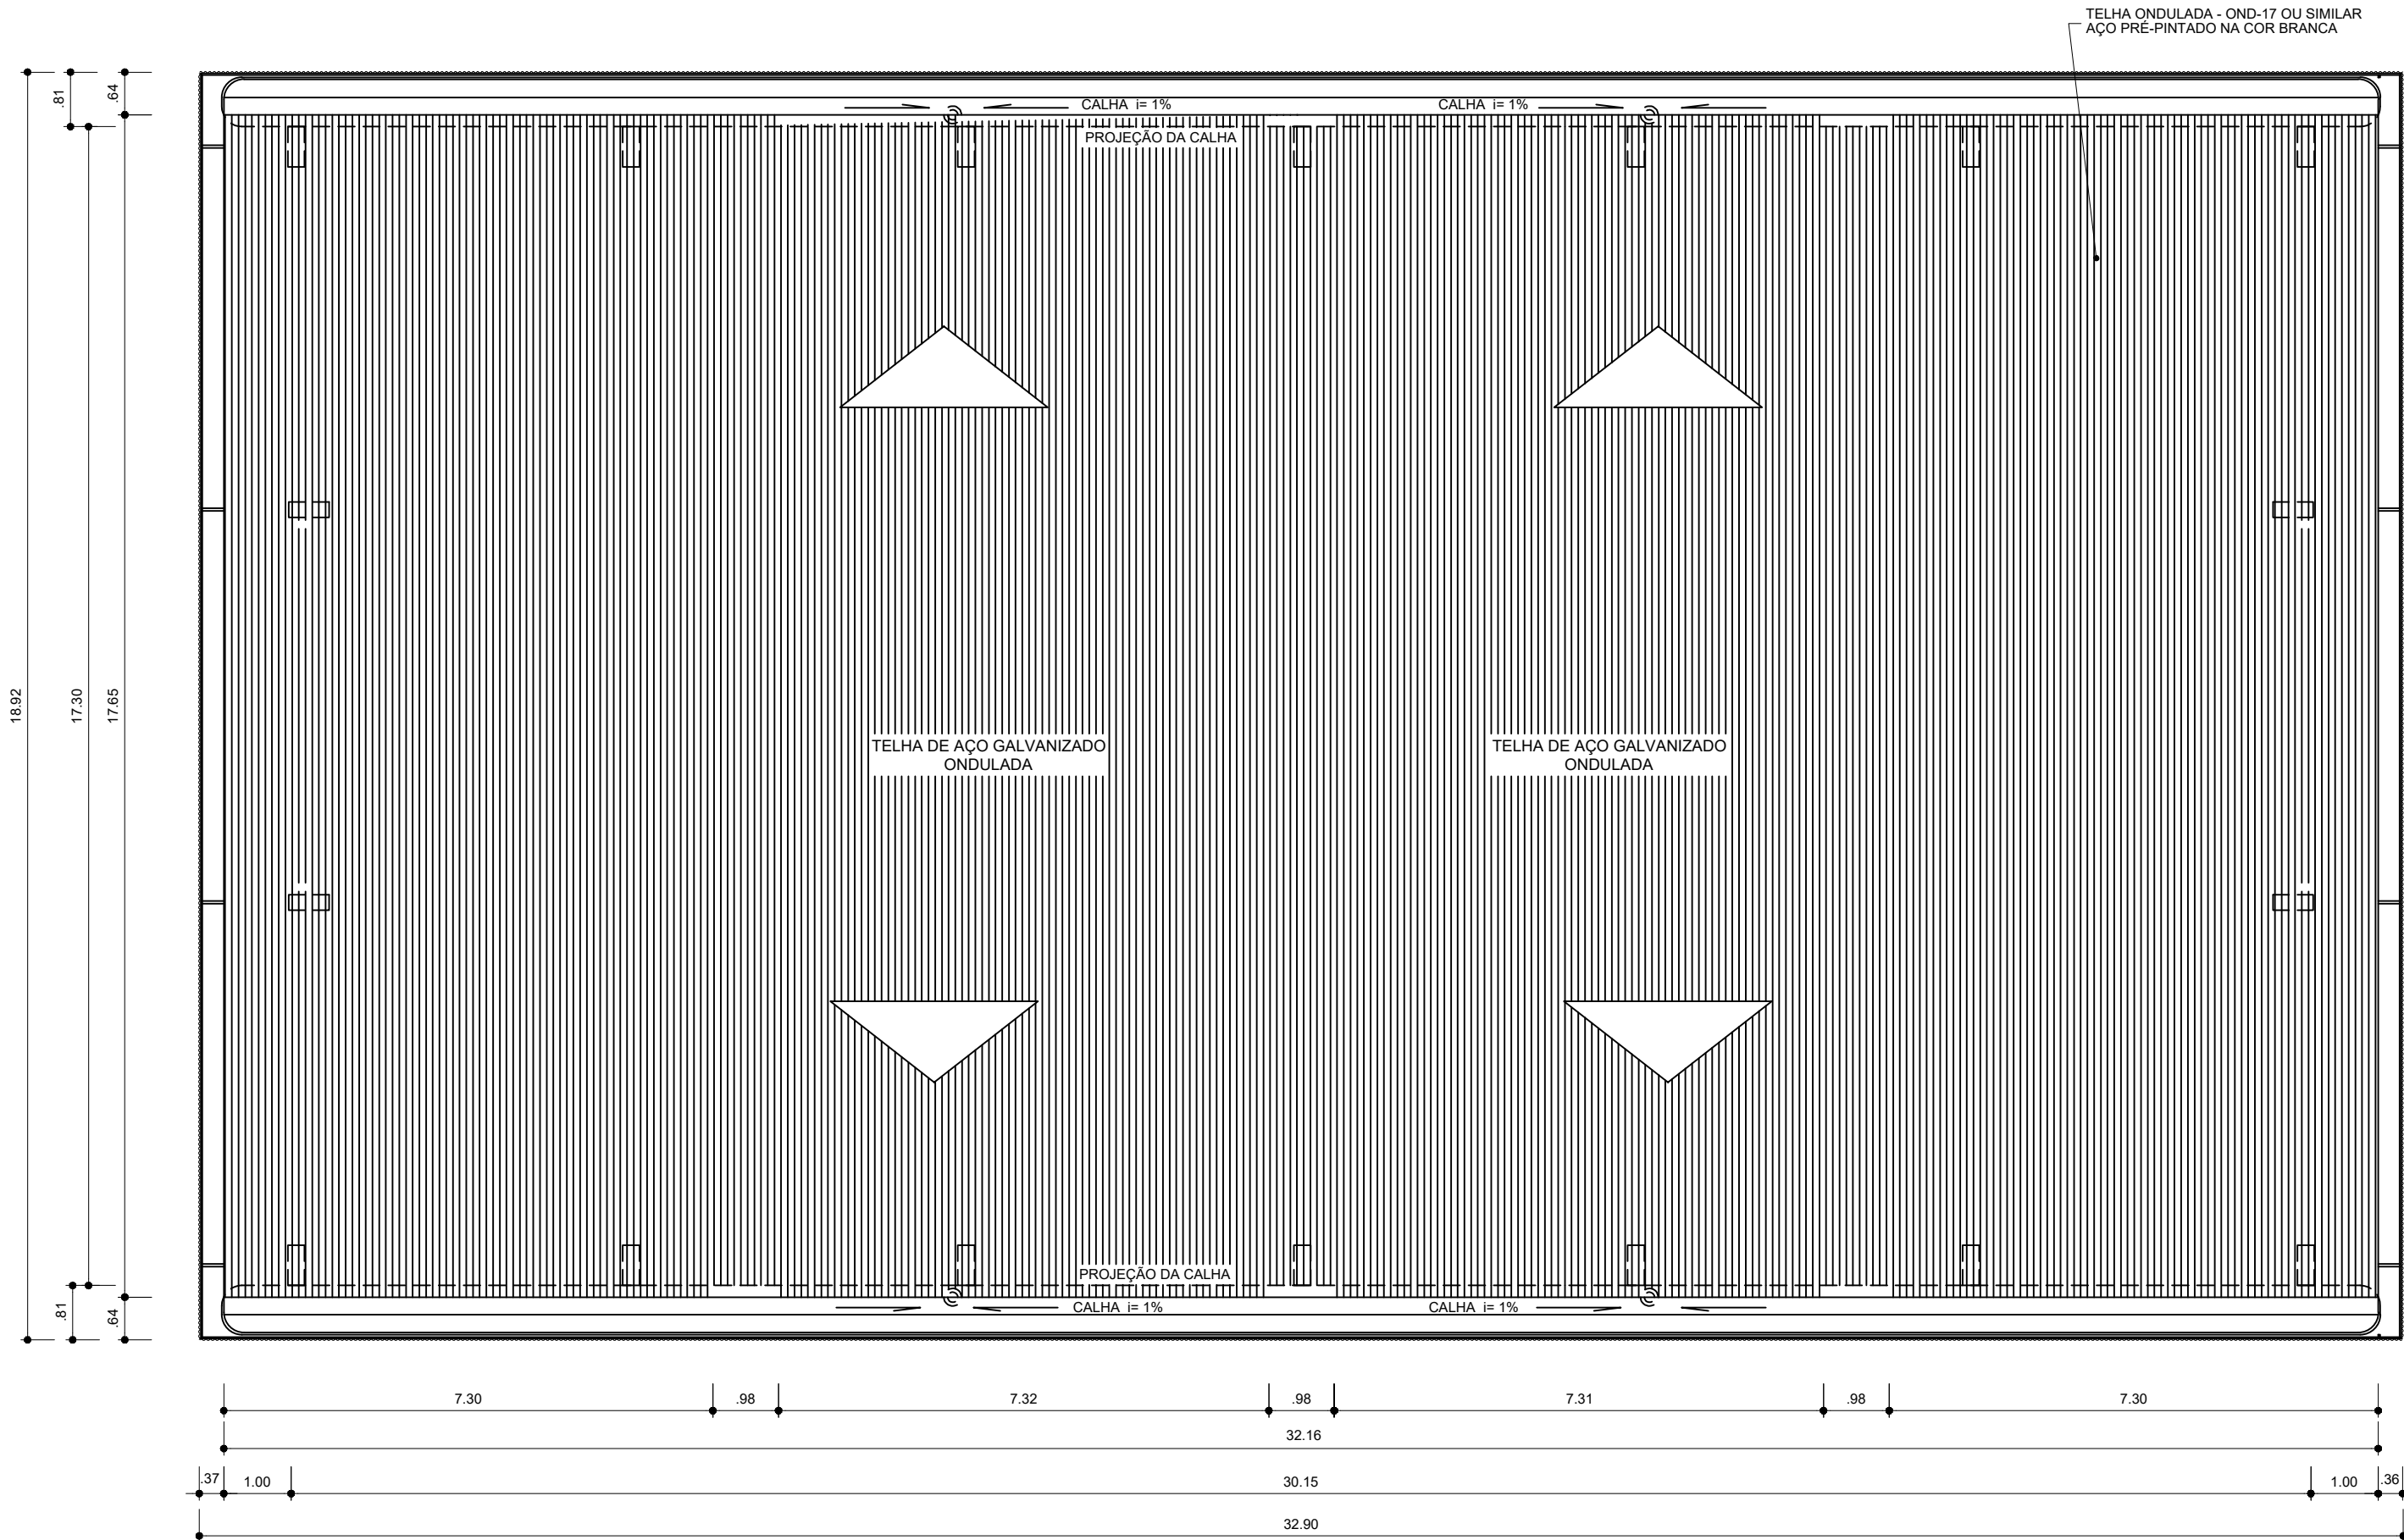 TELHA ONDULADA - OND-17 OU SIMILAR
AÇO PRÉ-PINTADO NA COR BRANCA
.81
.64
CALHA i= 1%
CALHA i= 1%
PROJEÇÃO DA CALHA
18.92
17.30
17.65
TELHA DE AÇO GALVANIZADO
ONDULADA
TELHA DE AÇO GALVANIZADO
ONDULADA
PROJEÇÃO DA CALHA
.81
.64
CALHA i= 1%
CALHA i= 1%
7.30
.98
7.32
.98
7.31
.98
7.30
32.16
.37
1.00
30.15
1.00
.36
32.90